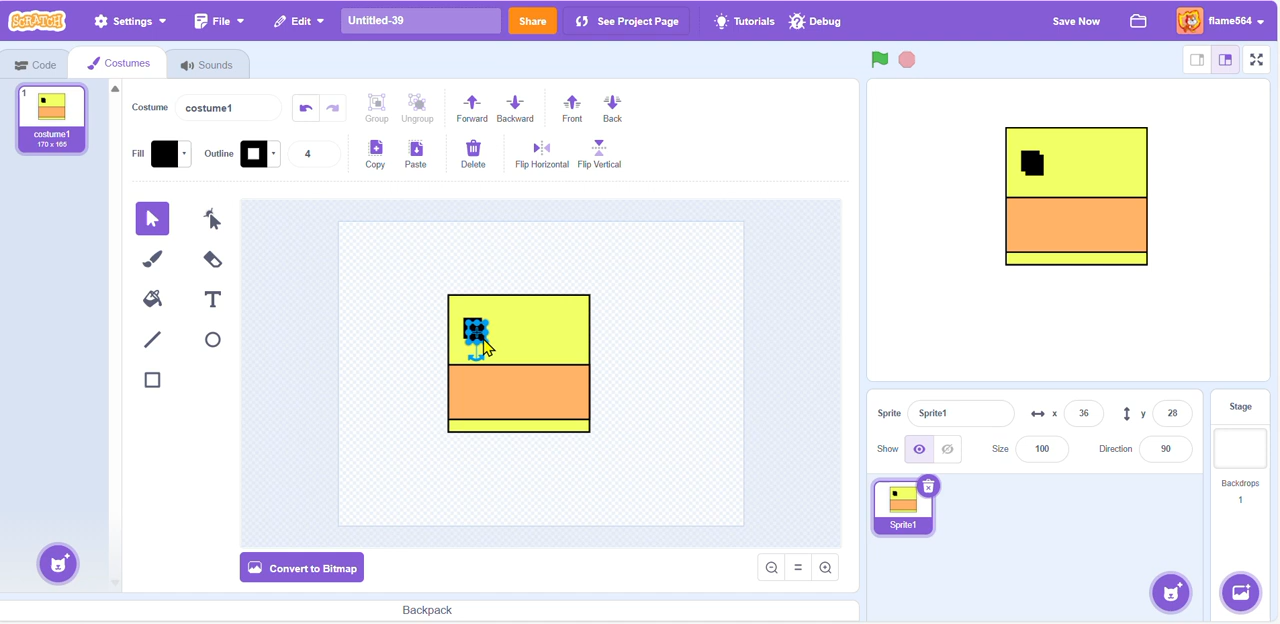 SCRATCH Settings File Edit Untitled-39 Share See Project Page Tutorials Debug Save Now flame564
Code Costumes Sounds
1
costume1
170 x 165
Costume costume1 Group Ungroup Forward Backward Front Back
Fill Outline 4 Copy Paste Delete Flip Horizontal Flip Vertical
T
Convert to Bitmap
Backpack
Sprite Sprite1 x 36 y 28
Show Size 100 Direction 90
Sprite1
Stage
Backdrops
1